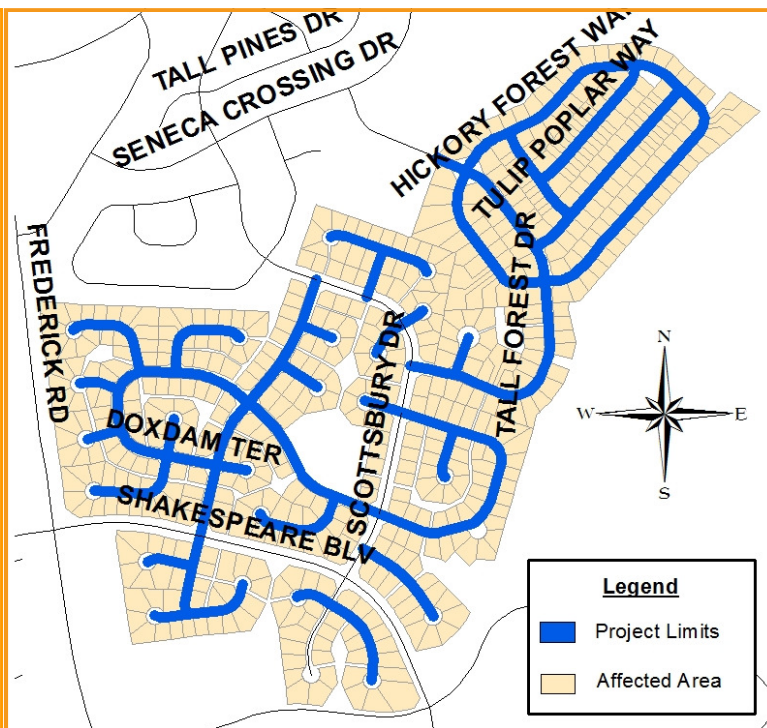 TALL PINES DR
SENECA CROSSING DR
HICKORY FOREST WAY
TULIP POPLAR WAY
FREDERICK RD
TALL FOREST DR
SCOTTSBURY DR
DOXDAM TER
SHAKESPEARE BLV
N
W
E
S
Legend
Project Limits
Affected Area